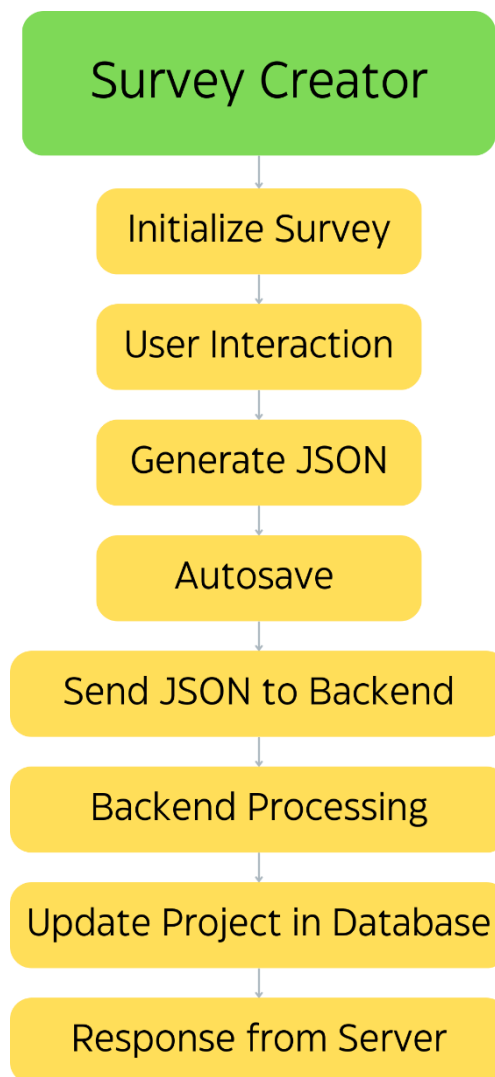 Survey Creator
Initialize Survey
User Interaction
Generate JSON
Autosave
Send JSON to Backend
Backend Processing
Update Project in Database
Response from Server